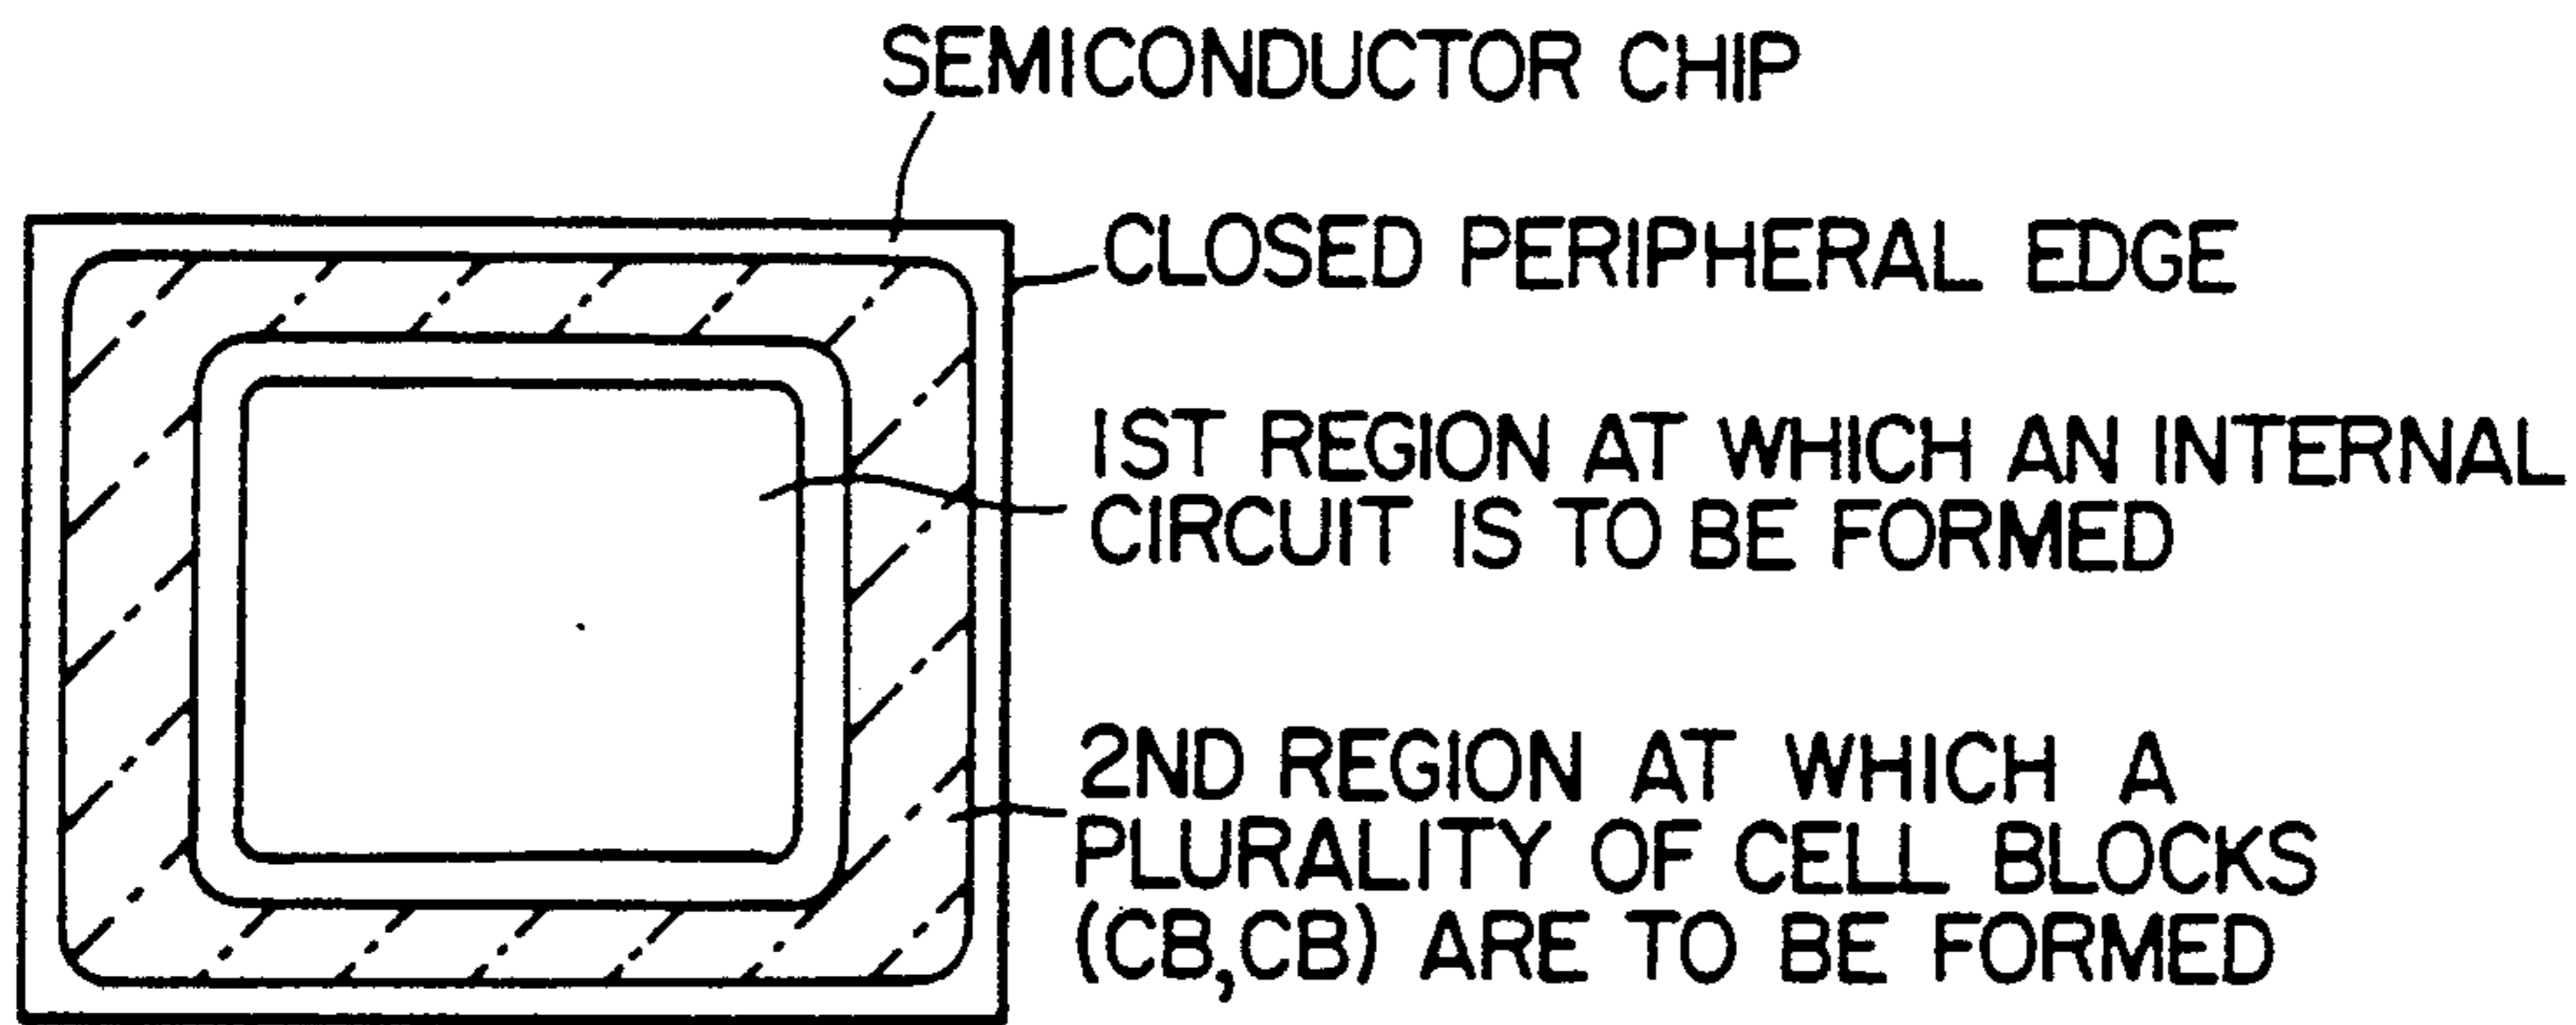 SEMICONDUCTOR CHIP
CLOSED PERIPHERAL EDGE
1ST REGION AT WHICH AN INTERNAL
CIRCUIT IS TO BE FORMED
2ND REGION AT WHICH A
PLURALITY OF CELL BLOCKS
(CB,CB) ARE TO BE FORMED